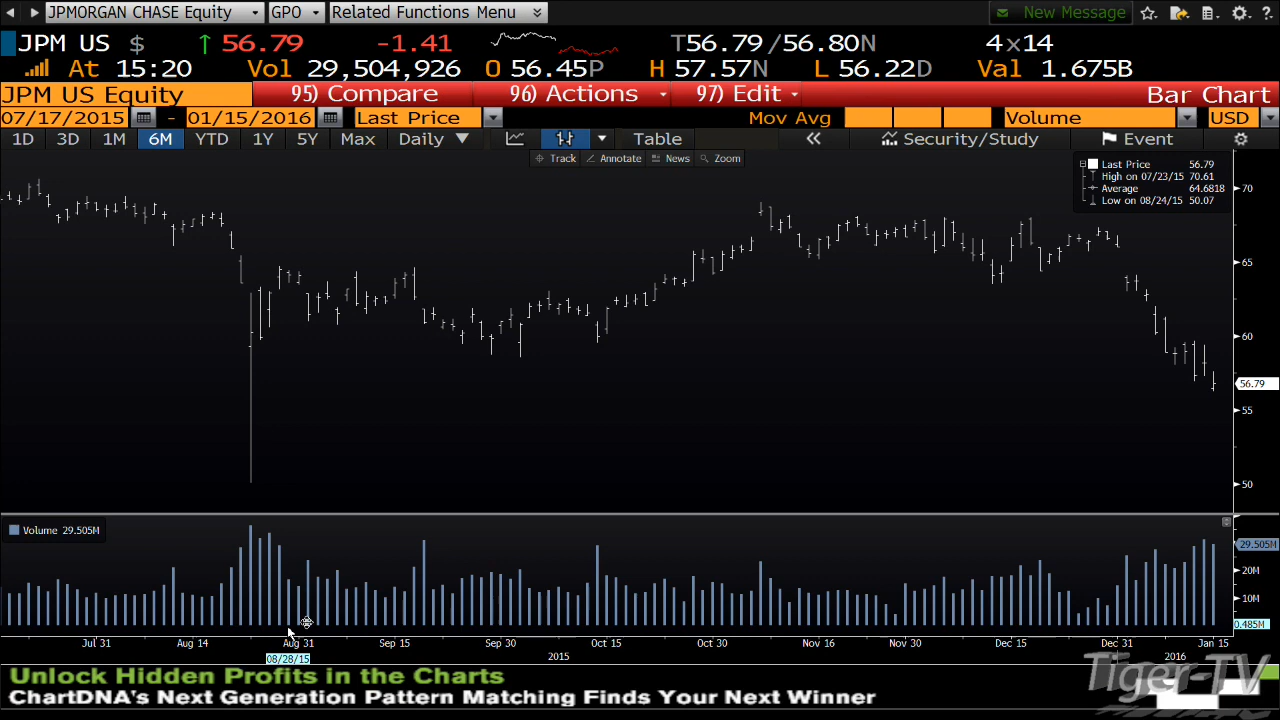 JPMORGAN CHASE Equity GPO Related Functions Menu New Message
JPM US $ ↑ 56.79 -1.41 T56.79/56.80N 4x14
At 15:20 Vol 29,504,926 O 56.45P H 57.57N L 56.22D Val 1.675B
JPM US Equity 95) Compare 96) Actions 97) Edit Bar Chart
07/17/2015 - 01/15/2016 Last Price Mov Avg Volume USD
1D 3D 1M 6M YTD 1Y 5Y Max Daily Table Security/Study Event
Track Annotate News Zoom
Last Price 56.79
High on 07/23/15 70.61
Average 64.6818
Low on 08/24/15 50.07
70
65
60
56.79
55
50
Volume 29.505M
29.505M
20M
10M
0.485M
Jul 31 Aug 14 Aug 31 Sep 15 Sep 30 Oct 15 Oct 30 Nov 16 Nov 30 Dec 15 Dec 31 Jan 15
08/28/15 2015 2016
Unlock Hidden Profits in the Charts
ChartDNA's Next Generation Pattern Matching Finds Your Next Winner
Tiger-TV